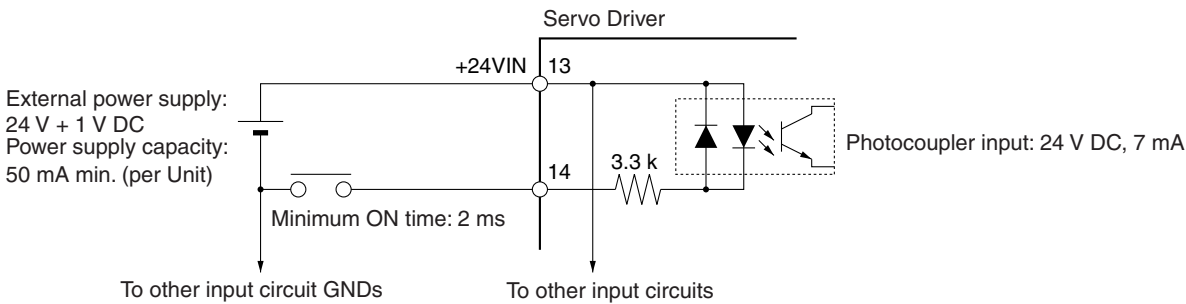 Servo Driver
+24VIN
13
External power supply:
24 V + 1 V DC
Power supply capacity:
50 mA min. (per Unit)
Photocoupler input: 24 V DC, 7 mA
3.3 k
14
Minimum ON time: 2 ms
To other input circuit GNDs
To other input circuits